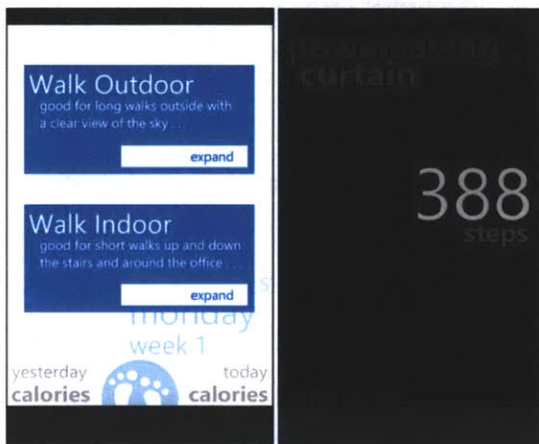 Walk Outdoor
good for long walks outside with
a clear view of the sky ...
expand
Walk Indoor
good for short walks up and down
the stairs and around the office ...
expand
monday
week 1
yesterday
calories
today
calories
powersaving
curtain
388
steps